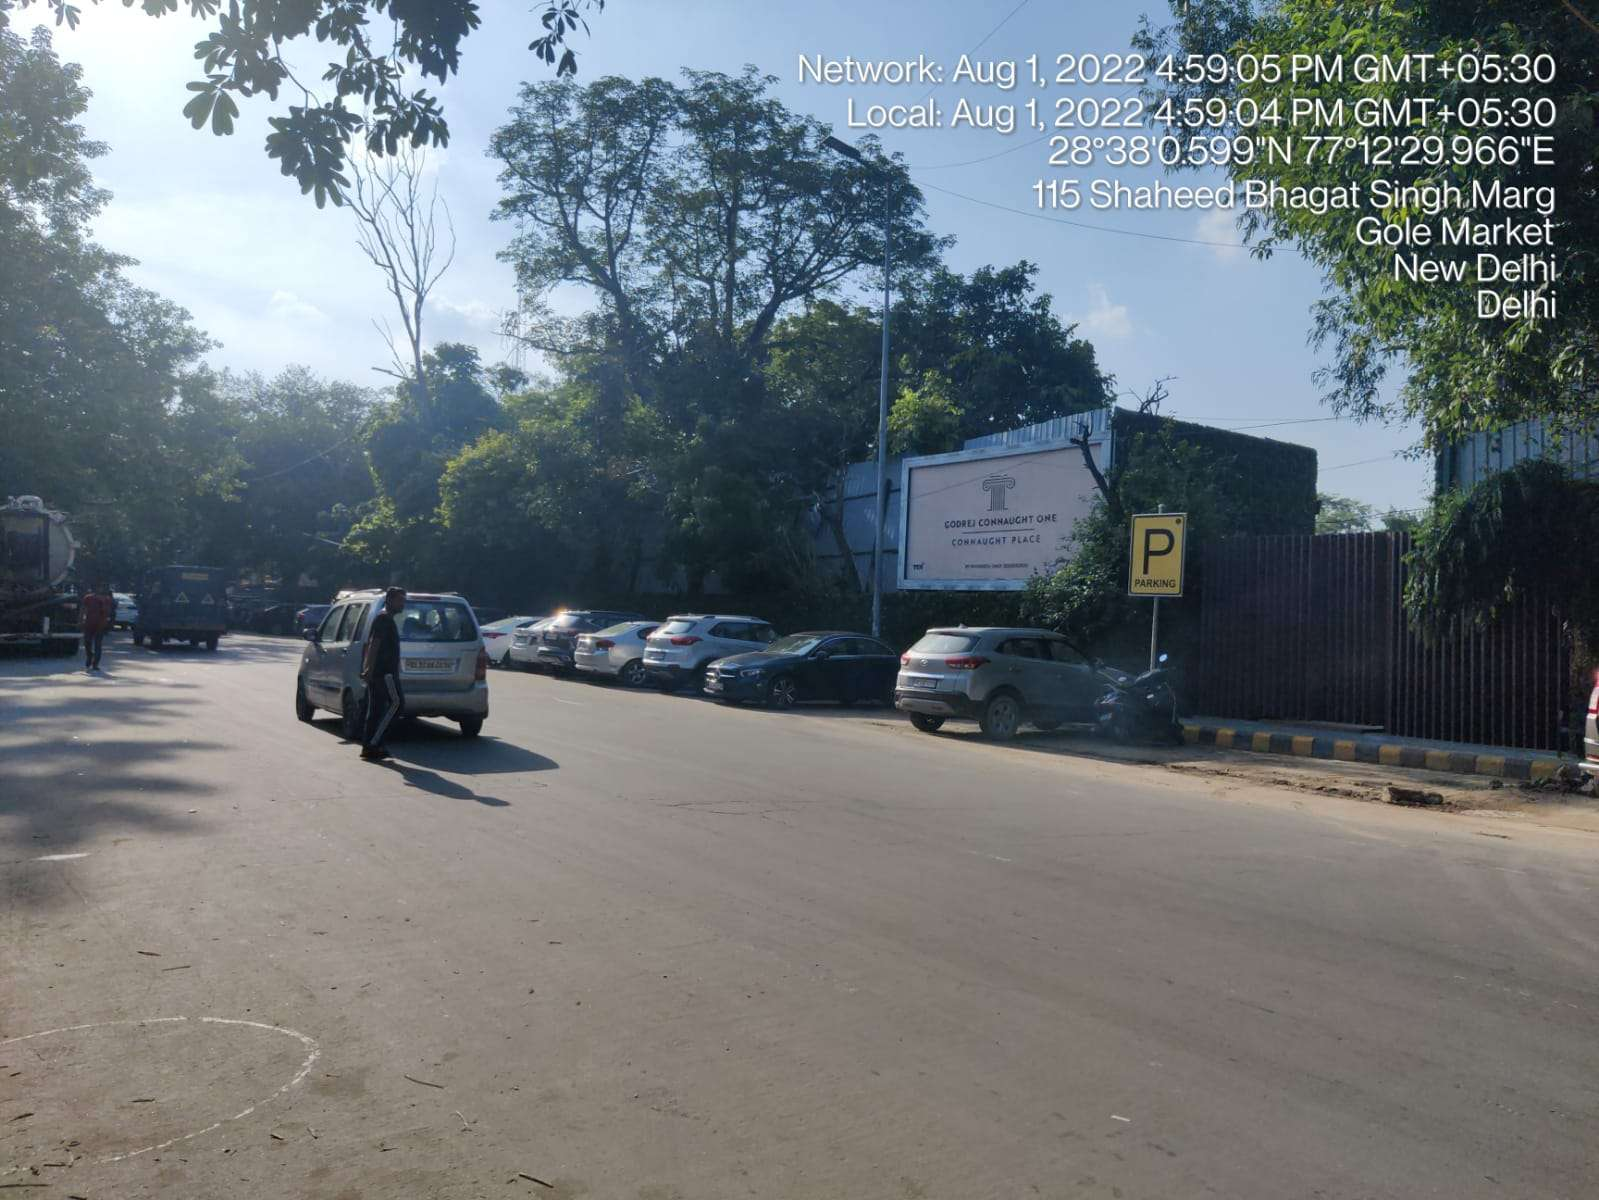 Network: Aug 1, 2022 4:59:05 PM GMT+05:30
Local: Aug 1, 2022 4:59:04 PM GMT+05:30
28°38'0.599"N 77°12'29.966"E
115 Shaheed Bhagat Singh Marg
Gole Market
New Delhi
Delhi
GODREJ CONNAUGHT ONE
CONNAUGHT PLACE
P
PARKING